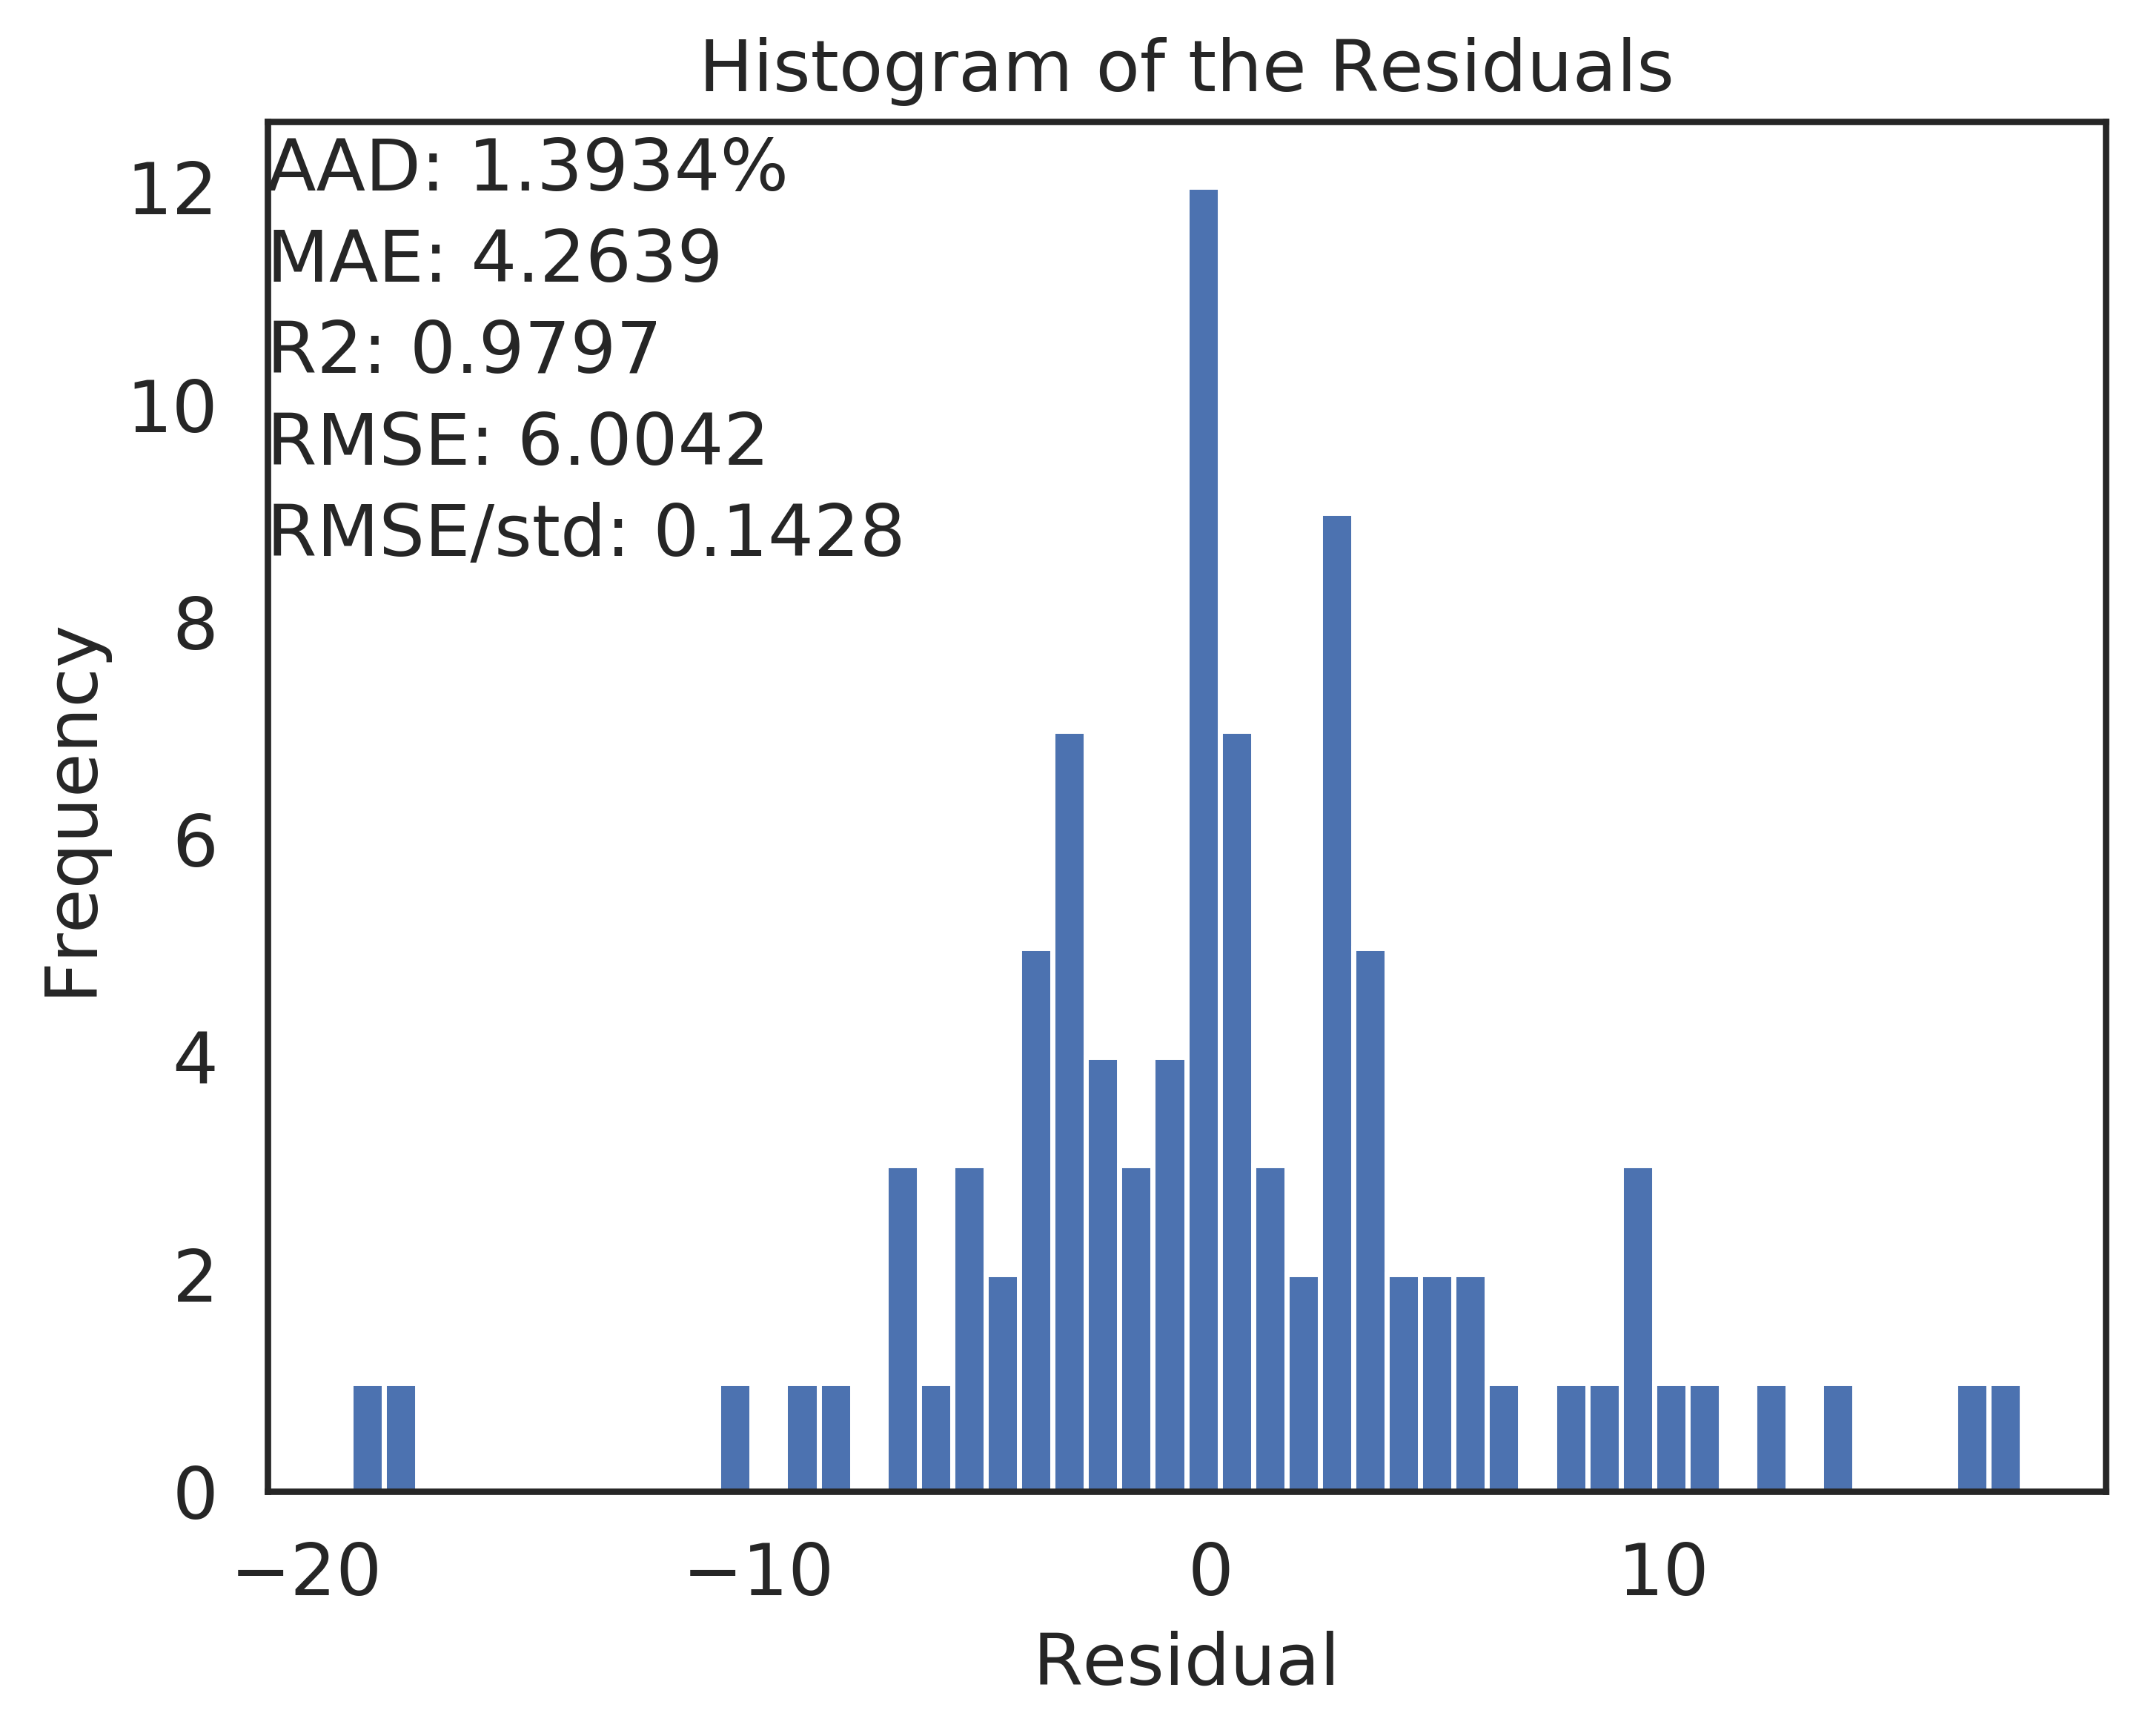 Histogram of the Residuals
AAD: 1.3934%
MAE: 4.2639
R2: 0.9797
RMSE: 6.0042
RMSE/std: 0.1428
12
10
8
6
4
2
0
Frequency
−20 −10 0 10
Residual